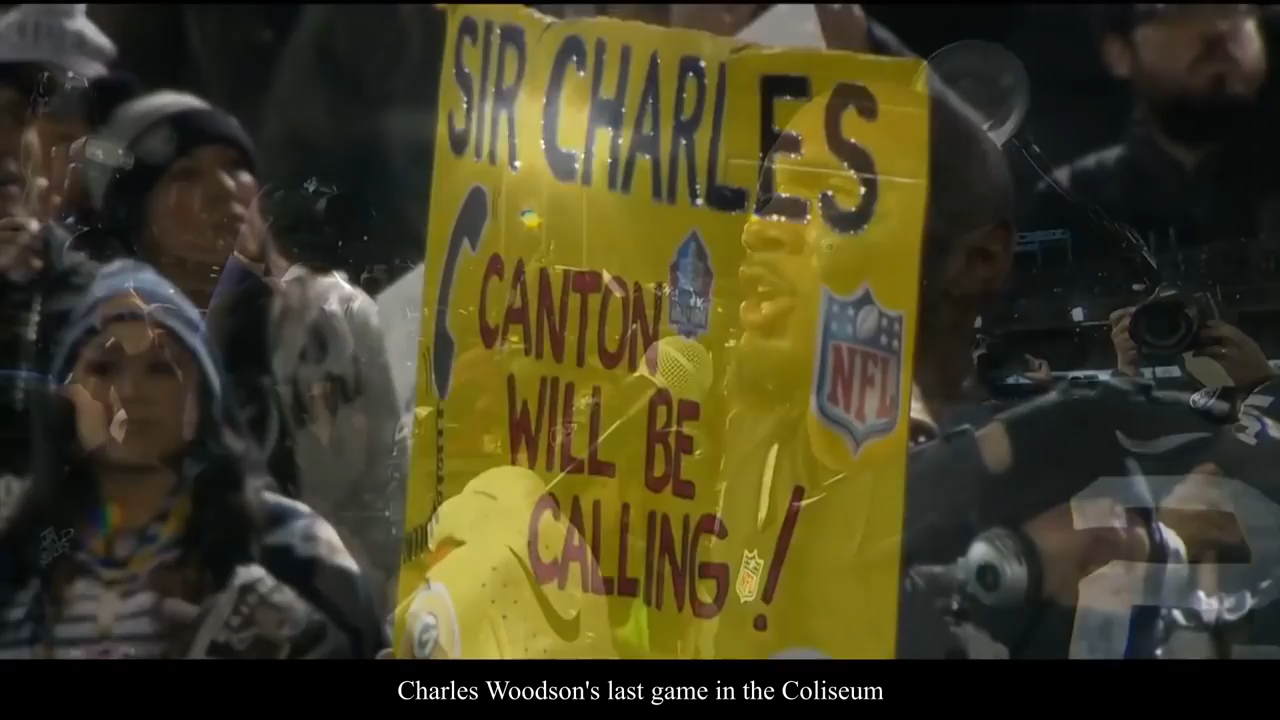 SIR CHARLES
CANTON
WILL BE
CALLING!
NFL
Charles Woodson's last game in the Coliseum